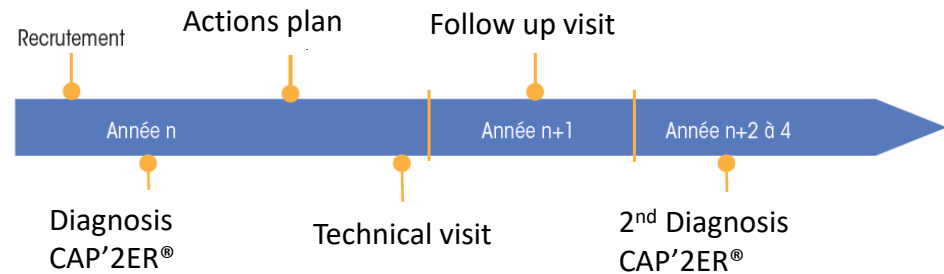 Recrutement
Actions plan
Follow up visit
Année n
Année n+1
Année n+2 à 4
Diagnosis
CAP’2ER®
Technical visit
2nd Diagnosis
CAP’2ER®